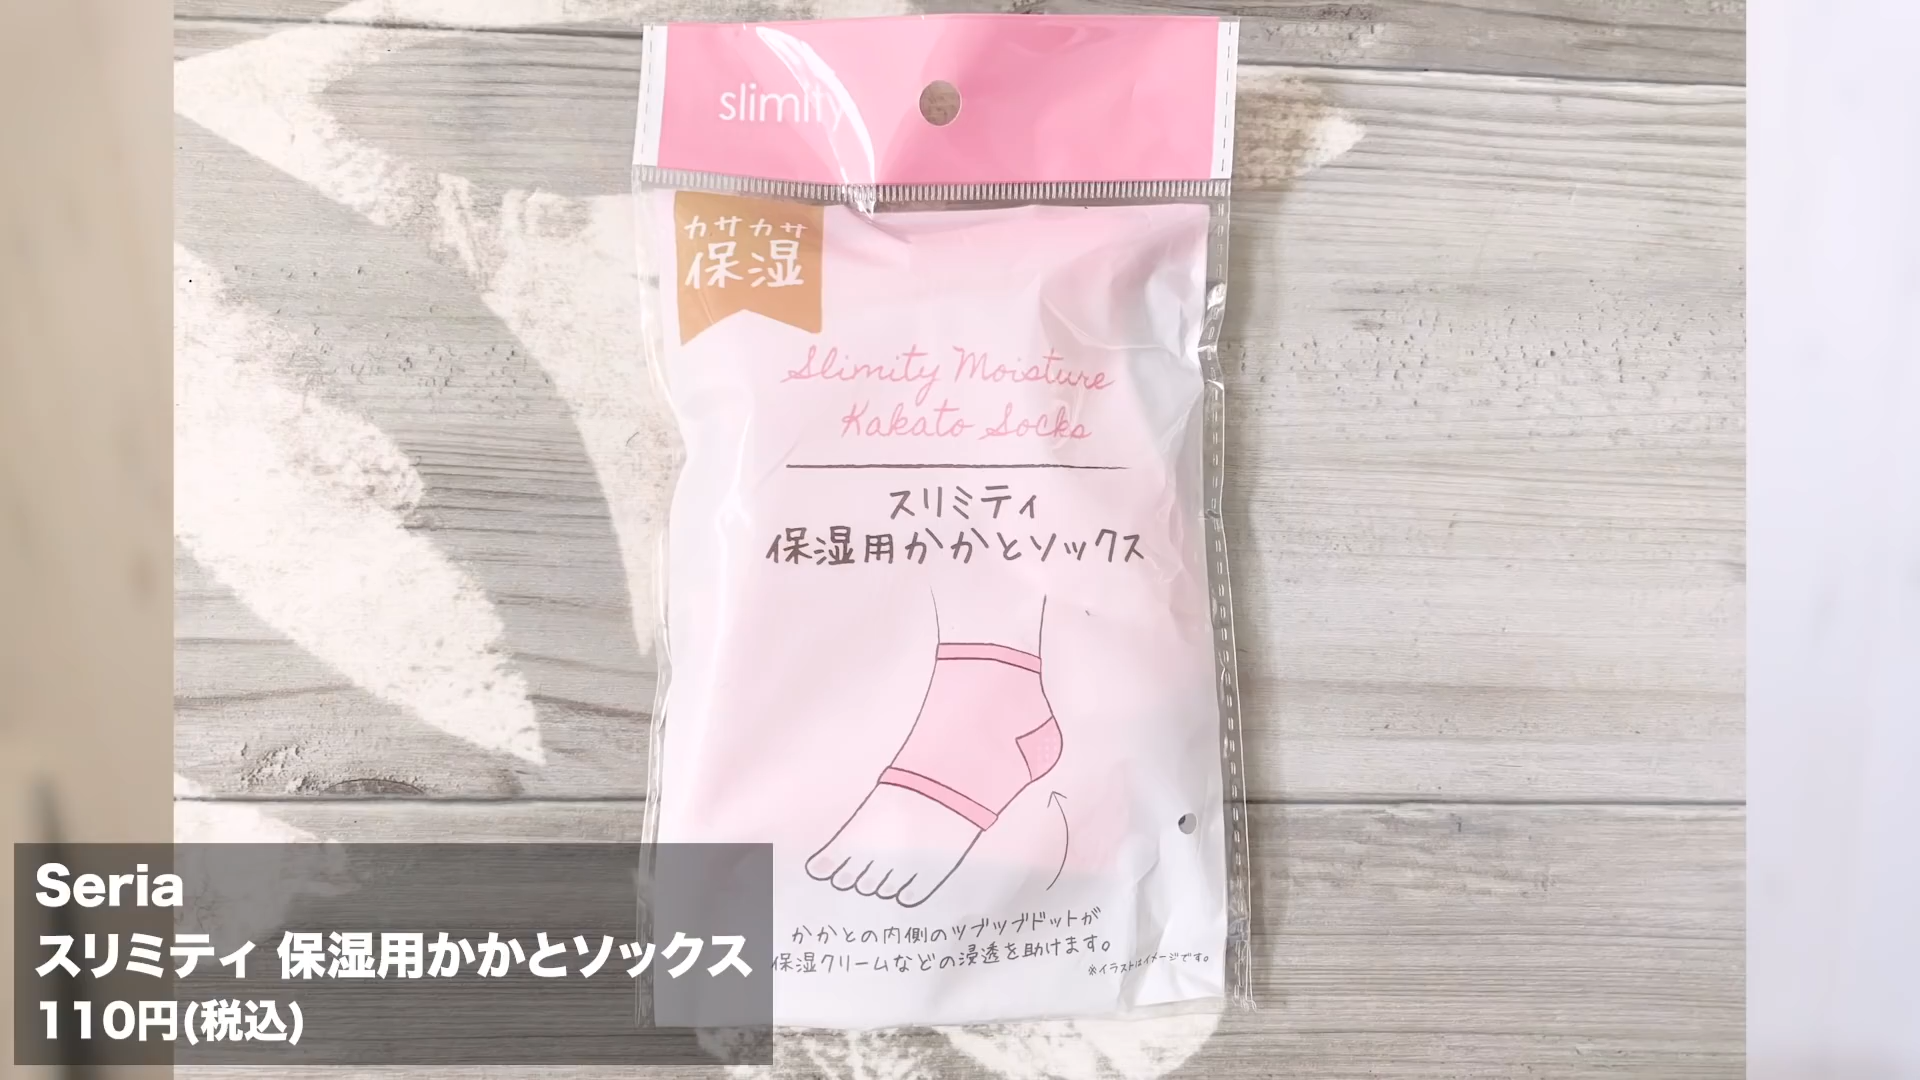 slimity
カサカサ
保湿
Slimity Moisture
Kakato Socks
スリミティ
保湿用かかとソックス
かかとの内側のツブツブドットが
保湿クリームなどの浸透を助けます。
※イラストはイメージです。
Seria
スリミティ 保湿用かかとソックス
110円(税込)